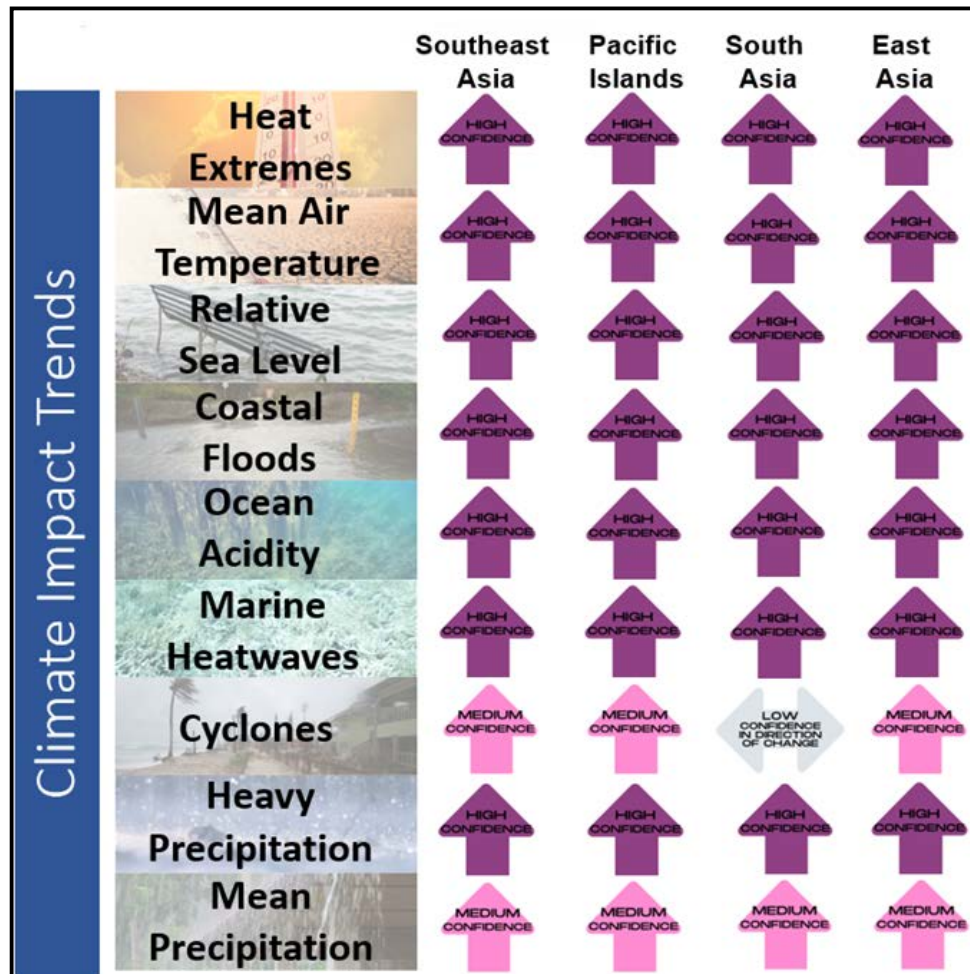 Southeast Asia
Pacific Islands
South Asia
East Asia
Climate Impact Trends
Heat Extremes
HIGH CONFIDENCE
HIGH CONFIDENCE
HIGH CONFIDENCE
HIGH CONFIDENCE
Mean Air Temperature
HIGH CONFIDENCE
HIGH CONFIDENCE
HIGH CONFIDENCE
HIGH CONFIDENCE
Relative Sea Level
HIGH CONFIDENCE
HIGH CONFIDENCE
HIGH CONFIDENCE
HIGH CONFIDENCE
Coastal Floods
HIGH CONFIDENCE
HIGH CONFIDENCE
HIGH CONFIDENCE
HIGH CONFIDENCE
Ocean Acidity
HIGH CONFIDENCE
HIGH CONFIDENCE
HIGH CONFIDENCE
HIGH CONFIDENCE
Marine Heatwaves
HIGH CONFIDENCE
HIGH CONFIDENCE
HIGH CONFIDENCE
HIGH CONFIDENCE
Cyclones
MEDIUM CONFIDENCE
MEDIUM CONFIDENCE
LOW CONFIDENCE IN DIRECTION OF CHANGE
MEDIUM CONFIDENCE
Heavy Precipitation
HIGH CONFIDENCE
HIGH CONFIDENCE
HIGH CONFIDENCE
HIGH CONFIDENCE
Mean Precipitation
MEDIUM CONFIDENCE
MEDIUM CONFIDENCE
MEDIUM CONFIDENCE
MEDIUM CONFIDENCE